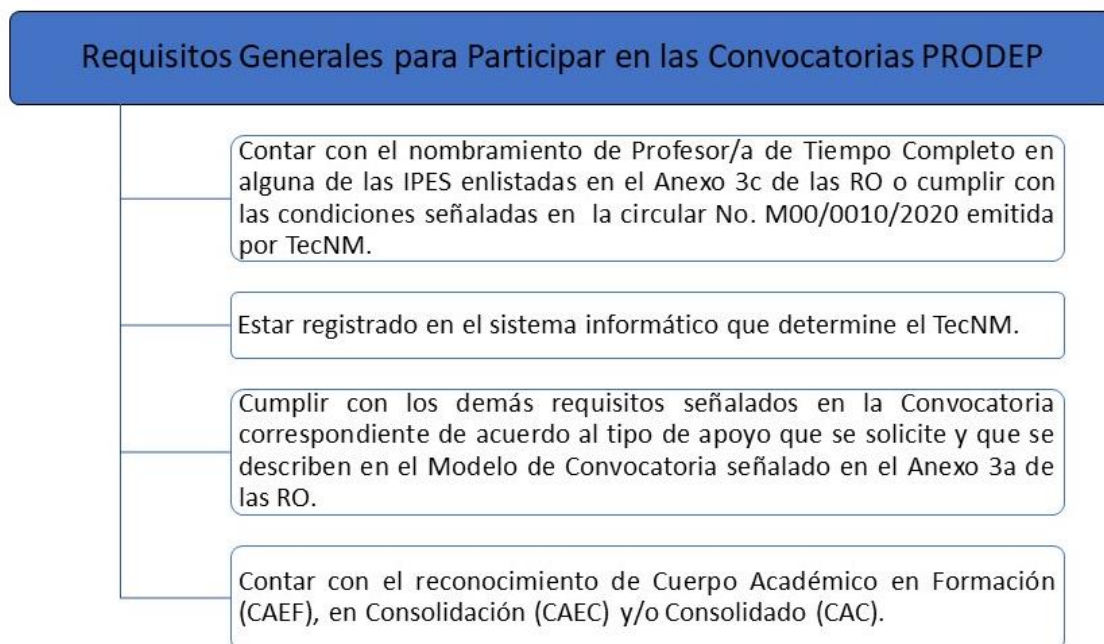 Requisitos Generales para Participar en las Convocatorias PRODEP
Contar con el nombramiento de Profesor/a de Tiempo Completo en
alguna de las IPES enlistadas en el Anexo 3c de las RO o cumplir con
las condiciones señaladas en la circular No. M00/0010/2020 emitida
por TecNM.
Estar registrado en el sistema informático que determine el TecNM.
Cumplir con los demás requisitos señalados en la Convocatoria
correspondiente de acuerdo al tipo de apoyo que se solicite y que se
describen en el Modelo de Convocatoria señalado en el Anexo 3a de
las RO.
Contar con el reconocimiento de Cuerpo Académico en Formación
(CAEF), en Consolidación (CAEC) y/o Consolidado (CAC).